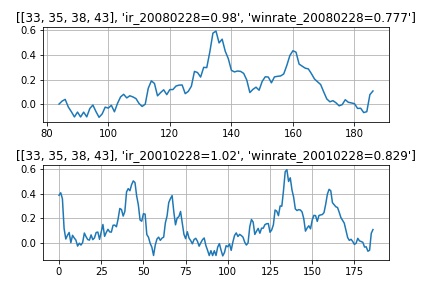 [[33, 35, 38, 43], 'ir_20080228=0.98', 'winrate_20080228=0.777']
0.6
0.4
0.2
0.0
80 100 120 140 160 180
[[33, 35, 38, 43], 'ir_20010228=1.02', 'winrate_20010228=0.829']
0.6
0.4
0.2
0.0
0 25 50 75 100 125 150 175